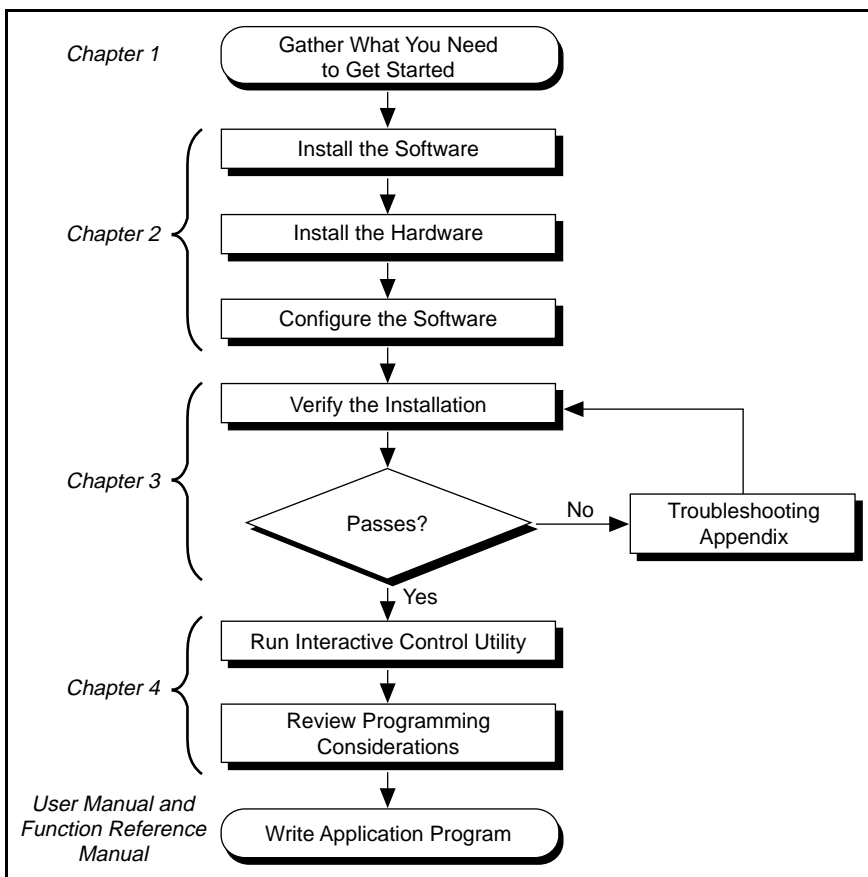 Chapter 1
Gather What You Need
to Get Started
Chapter 2
Install the Software
Install the Hardware
Configure the Software
Chapter 3
Verify the Installation
Passes?
No
Troubleshooting
Appendix
Yes
Chapter 4
Run Interactive Control Utility
Review Programming
Considerations
User Manual and
Function Reference
Manual
Write Application Program